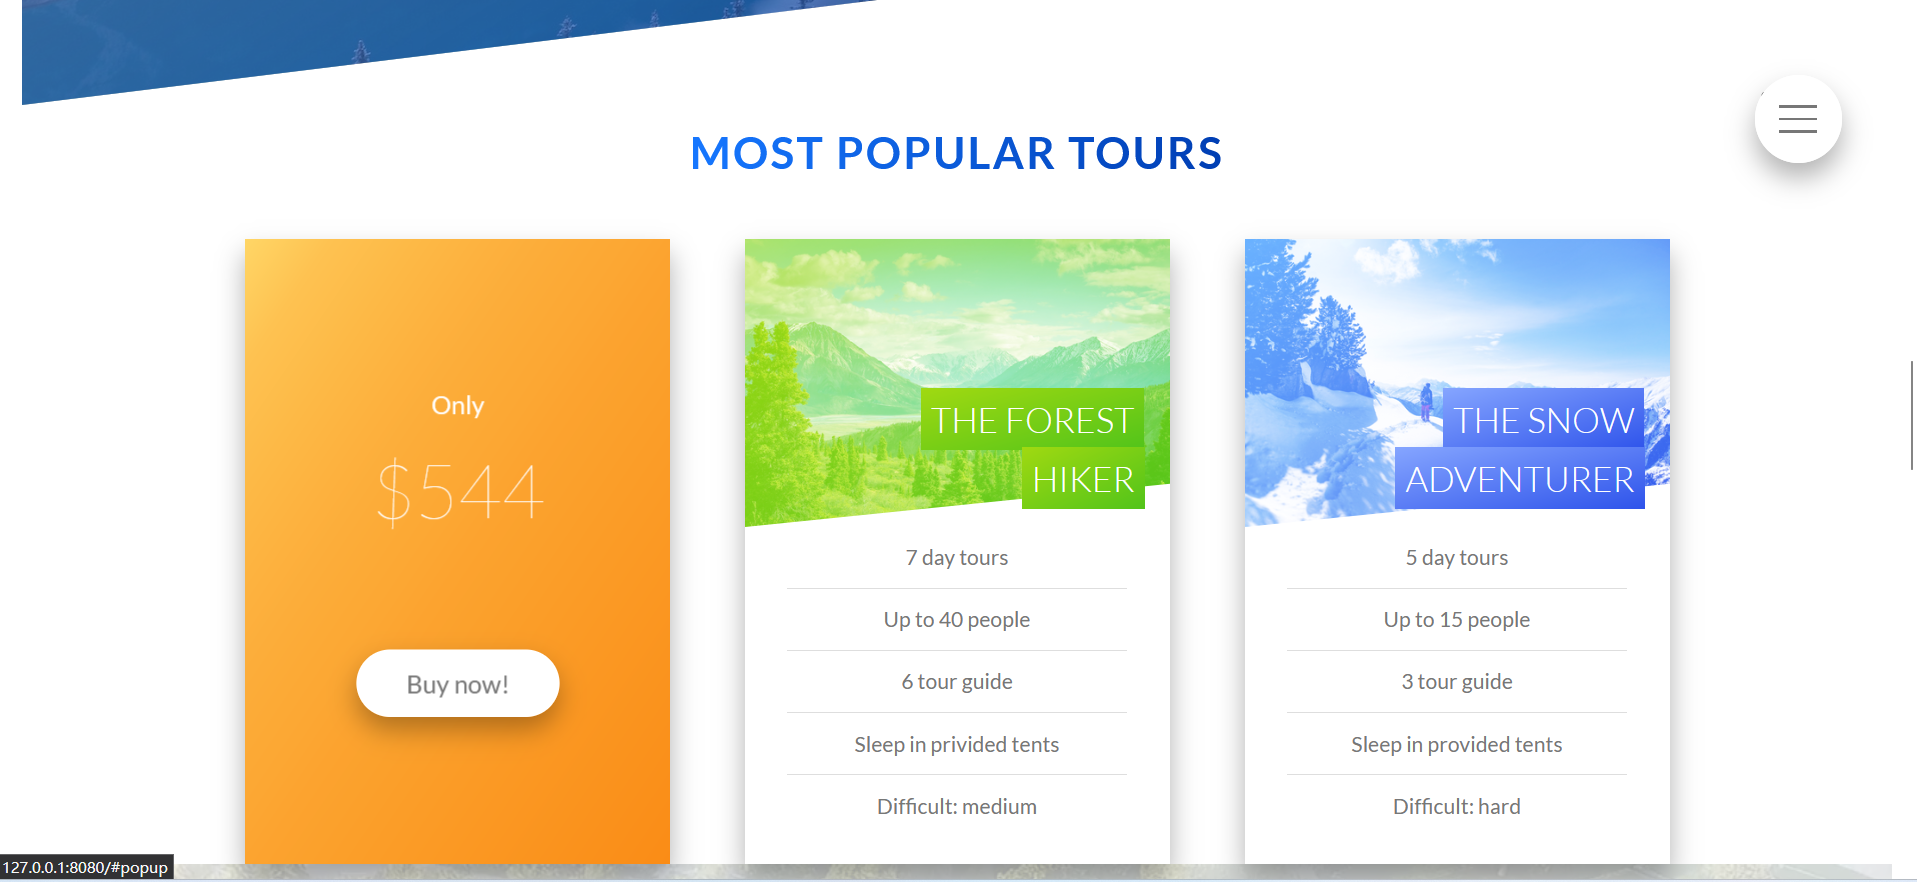 MOST POPULAR TOURS
Only
$544
Buy now!
THE FOREST
HIKER
7 day tours
Up to 40 people
6 tour guide
Sleep in privided tents
Difficult: medium
THE SNOW
ADVENTURER
5 day tours
Up to 15 people
3 tour guide
Sleep in provided tents
Difficult: hard
127.0.0.1:8080/#popup